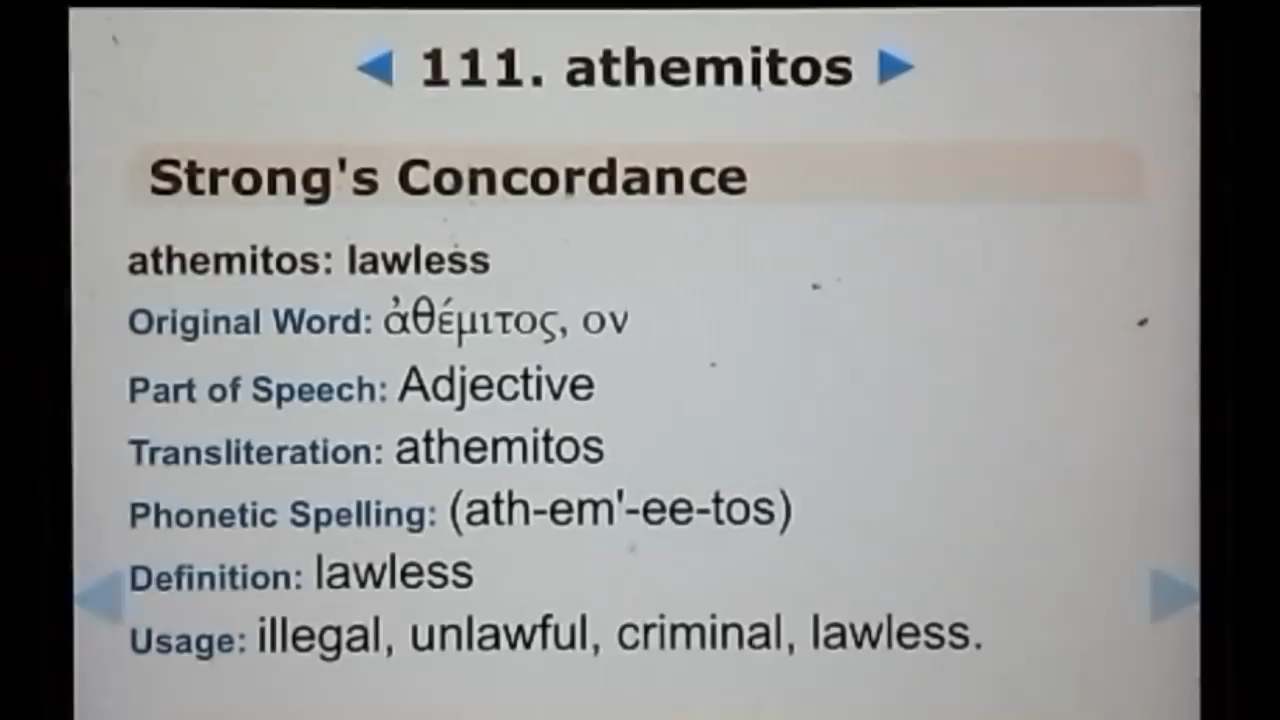 111. athemitos
Strong's Concordance
athemitos: lawless
Original Word: ἀθέμιτος, ον
Part of Speech: Adjective
Transliteration: athemitos
Phonetic Spelling: (ath-em'-ee-tos)
Definition: lawless
Usage: illegal, unlawful, criminal, lawless.